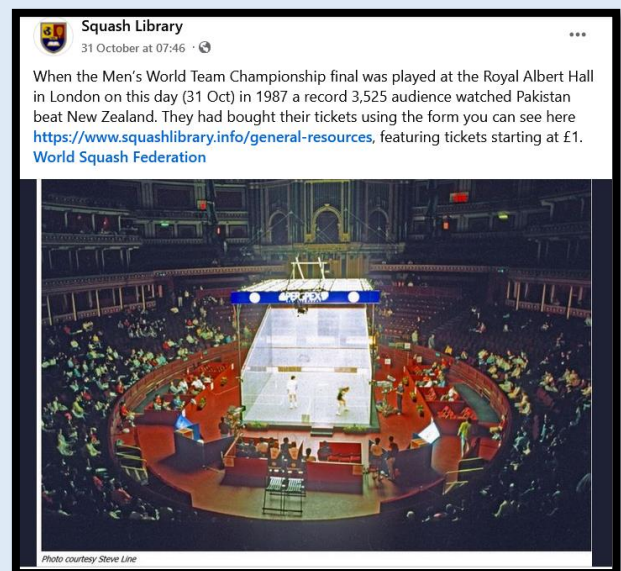 Squash Library
31 October at 07:46 ·
When the Men's World Team Championship final was played at the Royal Albert Hall
in London on this day (31 Oct) in 1987 a record 3,525 audience watched Pakistan
beat New Zealand. They had bought their tickets using the form you can see here
https://www.squashlibrary.info/general-resources, featuring tickets starting at £1.
World Squash Federation
PERSPEX
Photo courtesy Steve Line